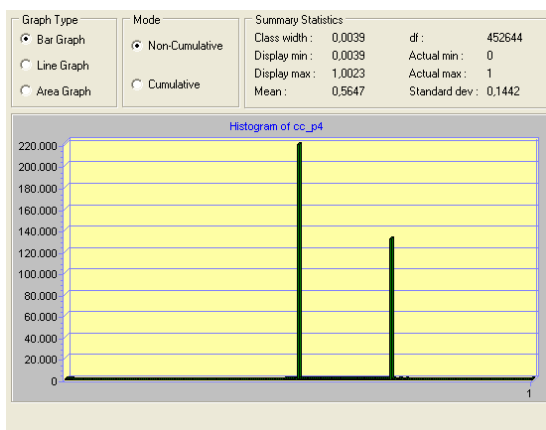 Graph Type
Bar Graph
Line Graph
Area Graph
Mode
Non-Cumulative
Cumulative
Summary Statistics
Class width : 0,0039 df : 452644
Display min : 0,0039 Actual min : 0
Display max : 1,0023 Actual max : 1
Mean : 0,5647 Standard dev : 0,1442
Histogram of cc_p4
220.000
200.000
180.000
160.000
140.000
120.000
100.000
80.000
60.000
40.000
20.000
0
1